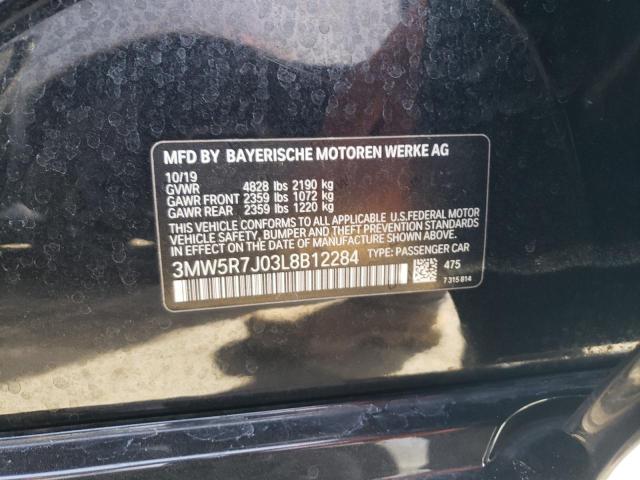 MFD BY BAYERISCHE MOTOREN WERKE AG
10/19
GVWR 4828 lbs 2190 kg
GAWR FRONT 2359 lbs 1072 kg
GAWR REAR 2359 lbs 1220 kg
THIS VEHICLE CONFORMS TO ALL APPLICABLE U.S.FEDERAL MOTOR
VEHICLE SAFETY, BUMPER AND THEFT PREVENTION STANDARDS
IN EFFECT ON THE DATE OF MANUFACTURE SHOWN ABOVE.
3MW5R7J03L8B12284 TYPE: PASSENGER CAR
475
7 315 814